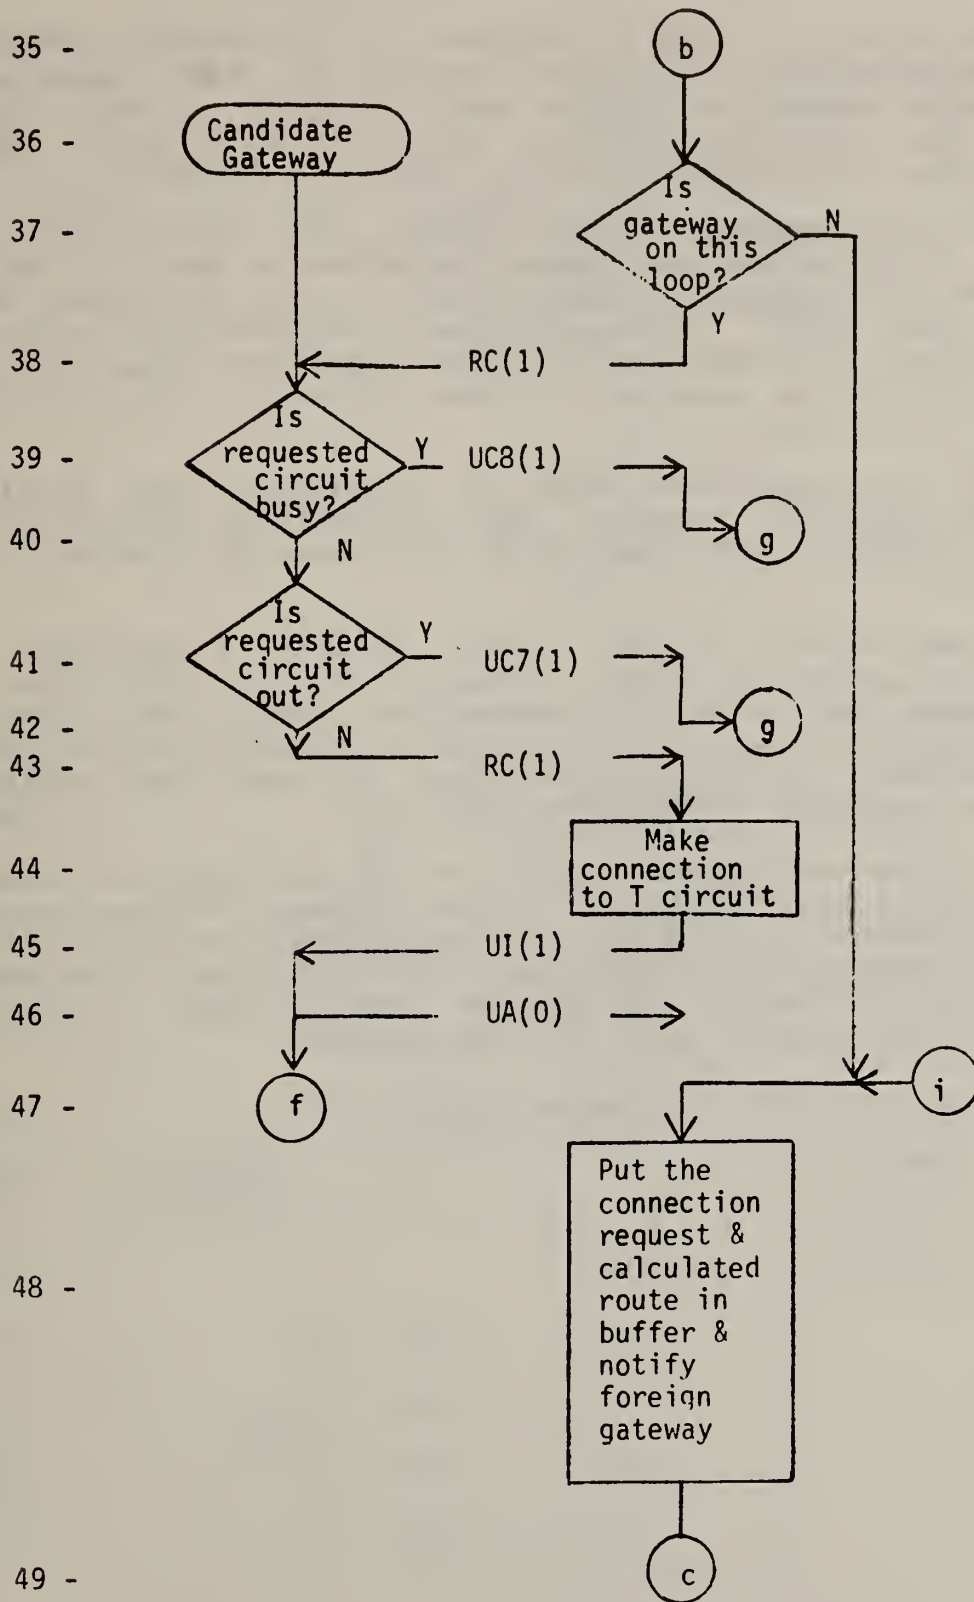 35 -
b
36 -
Candidate
Gateway
37 -
Is
gateway
on this
loop?
N
Y
38 -
RC(1)
39 -
Is
requested
circuit
busy?
Y
UC8(1)
g
40 -
N
41 -
Is
requested
circuit
out?
Y
UC7(1)
g
42 -
N
43 -
RC(1)
44 -
Make
connection
to T circuit
45 -
UI(1)
46 -
UA(0)
i
47 -
f
48 -
Put the
connection
request &
calculated
route in
buffer &
notify
foreign
gateway
49 -
c